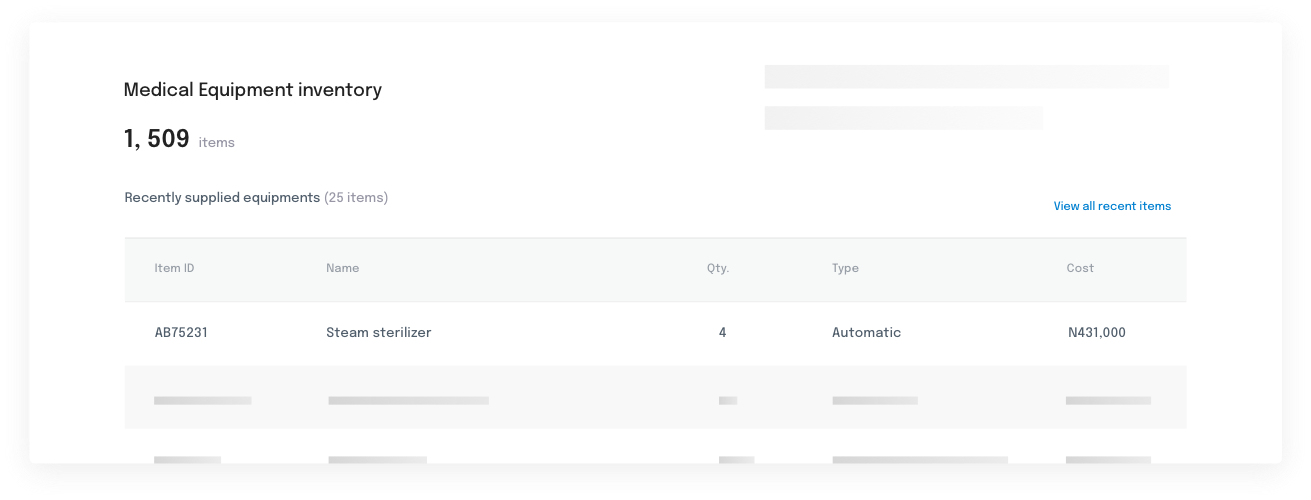 Medical Equipment inventory
1, 509 items
Recently supplied equipments (25 items)
View all recent items
Item ID Name Qty. Type Cost
AB75231 Steam sterilizer 4 Automatic N431,000